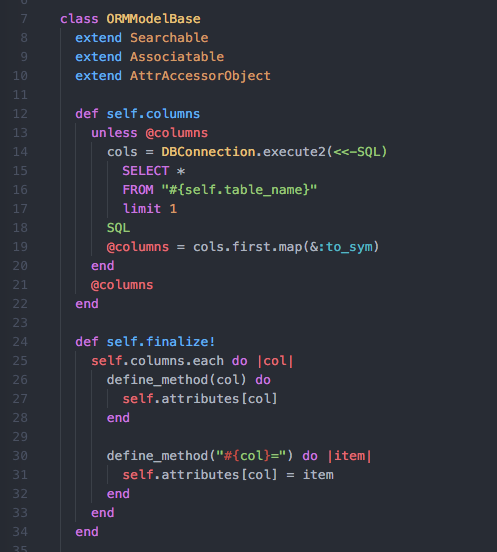 7 class ORMModelBase
8   extend Searchable
9   extend Associatable
10   extend AttrAccessorObject
11
12   def self.columns
13     unless @columns
14       cols = DBConnection.execute2(<<-SQL)
15         SELECT *
16         FROM "#{self.table_name}"
17         limit 1
18       SQL
19       @columns = cols.first.map(&:to_sym)
20     end
21     @columns
22   end
23
24   def self.finalize!
25     self.columns.each do |col|
26       define_method(col) do
27         self.attributes[col]
28       end
29
30       define_method("#{col}=") do |item|
31         self.attributes[col] = item
32       end
33     end
34   end
35